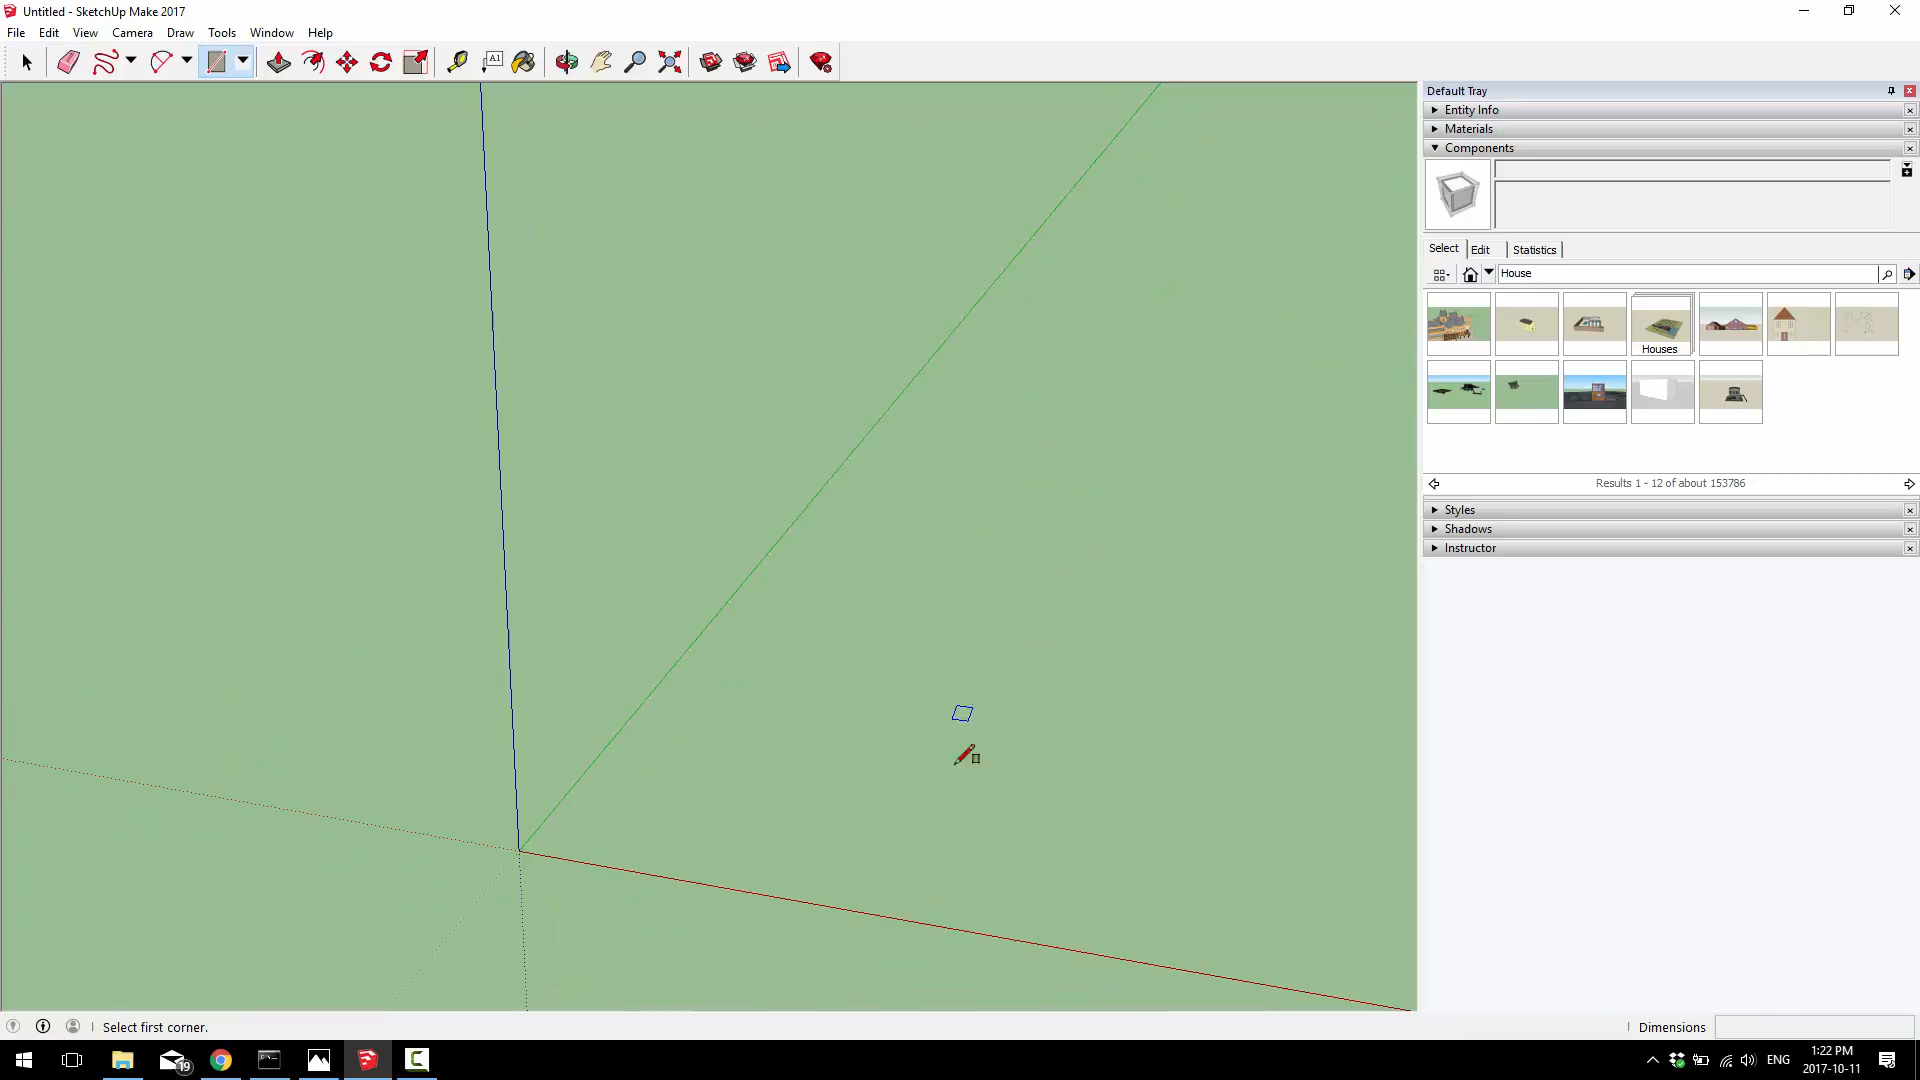 Untitled - SketchUp Make 2017
File Edit View Camera Draw Tools Window Help
A1
Default Tray
Entity Info
Materials
Components
Select Edit Statistics
House
Houses
Results 1 - 12 of about 153786
Styles
Shadows
Instructor
Select first corner.
Dimensions
19
ENG
1:22 PM
2017-10-11